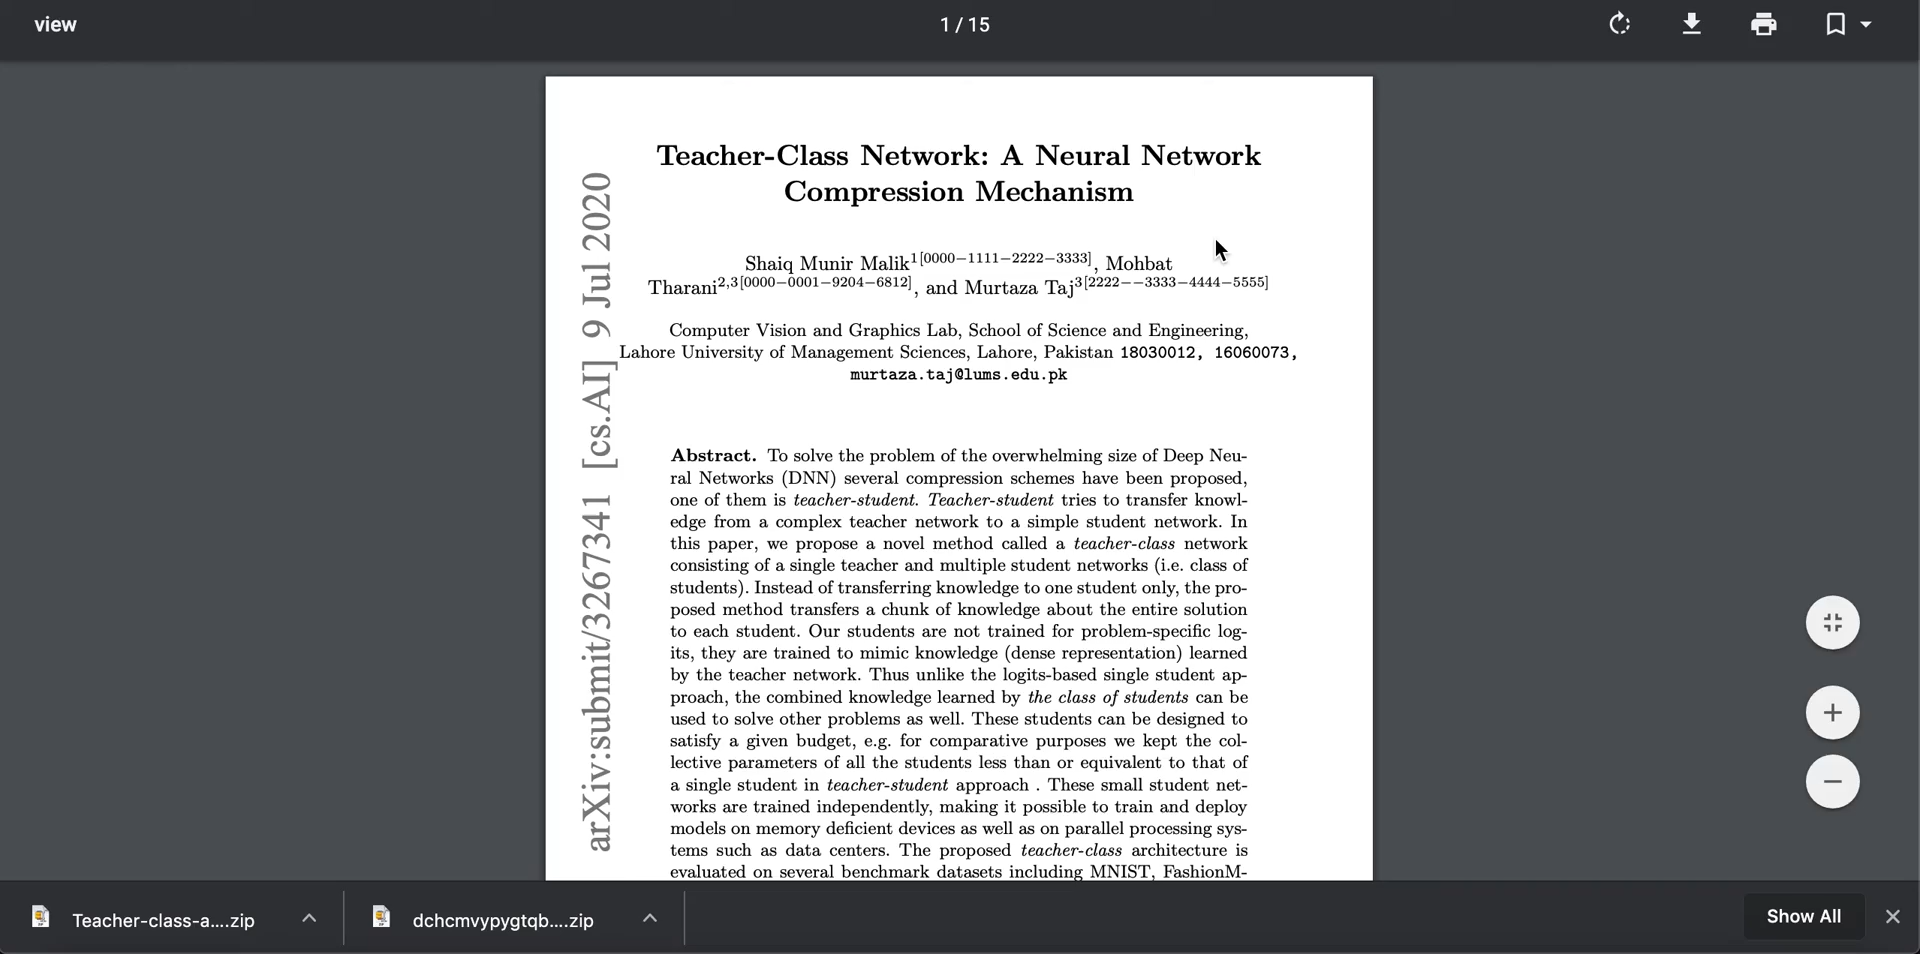 view
1 / 15
Teacher-Class Network: A Neural Network
Compression Mechanism
Shaiq Munir Malik1[0000−1111−2222−3333], Mohbat
Tharani2,3[0000−0001−9204−6812], and Murtaza Taj3[2222−−3333−4444−5555]
Computer Vision and Graphics Lab, School of Science and Engineering,
Lahore University of Management Sciences, Lahore, Pakistan 18030012, 16060073,
murtaza.taj@lums.edu.pk
arXiv:submit/3267341 [cs.AI] 9 Jul 2020
Abstract. To solve the problem of the overwhelming size of Deep Neu-
ral Networks (DNN) several compression schemes have been proposed,
one of them is teacher-student. Teacher-student tries to transfer knowl-
edge from a complex teacher network to a simple student network. In
this paper, we propose a novel method called a teacher-class network
consisting of a single teacher and multiple student networks (i.e. class of
students). Instead of transferring knowledge to one student only, the pro-
posed method transfers a chunk of knowledge about the entire solution
to each student. Our students are not trained for problem-specific log-
its, they are trained to mimic knowledge (dense representation) learned
by the teacher network. Thus unlike the logits-based single student ap-
proach, the combined knowledge learned by the class of students can be
used to solve other problems as well. These students can be designed to
satisfy a given budget, e.g. for comparative purposes we kept the col-
lective parameters of all the students less than or equivalent to that of
a single student in teacher-student approach . These small student net-
works are trained independently, making it possible to train and deploy
models on memory deficient devices as well as on parallel processing sys-
tems such as data centers. The proposed teacher-class architecture is
evaluated on several benchmark datasets including MNIST, FashionM-
Teacher-class-a....zip
dchcmvypygtqb....zip
Show All